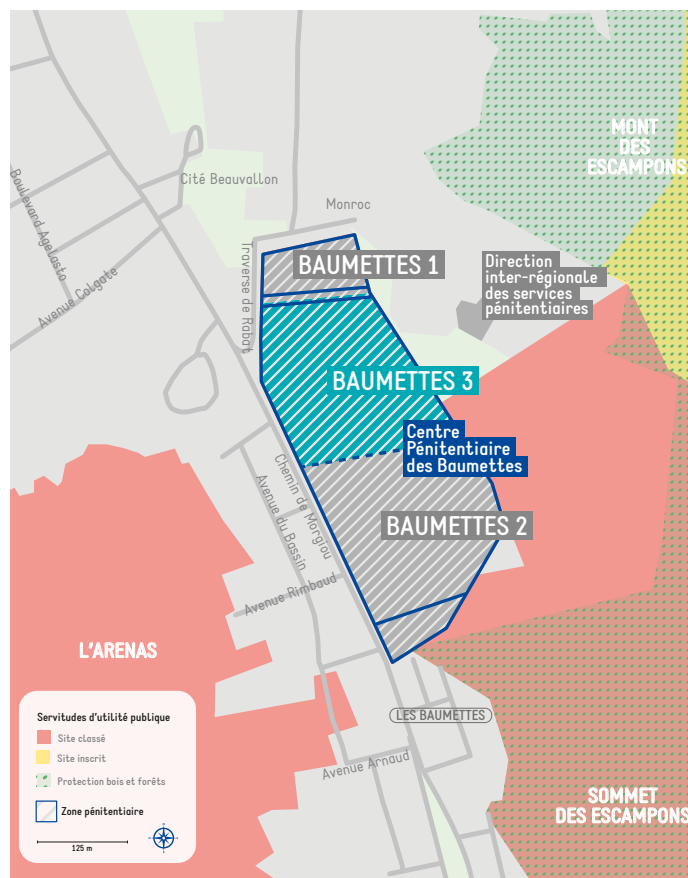 MONT
DES
ESCAMPONS
Cité Beauvallon
Boulevard Agelasto
Monroc
Traverse de Rabat
Avenue Colgate
BAUMETTES 1
Direction
inter-régionale
des services
pénitentiaires
BAUMETTES 3
Centre
Pénitentiaire
des Baumettes
Chemin de Morgiou
Avenue du Bassin
BAUMETTES 2
Avenue Rimbaud
L'ARENAS
LES BAUMETTES
Avenue Arnaud
SOMMET
DES ESCAMPONS
Servitudes d'utilité publique
Site classé
Site inscrit
Protection bois et forêts
Zone pénitentiaire
125 m